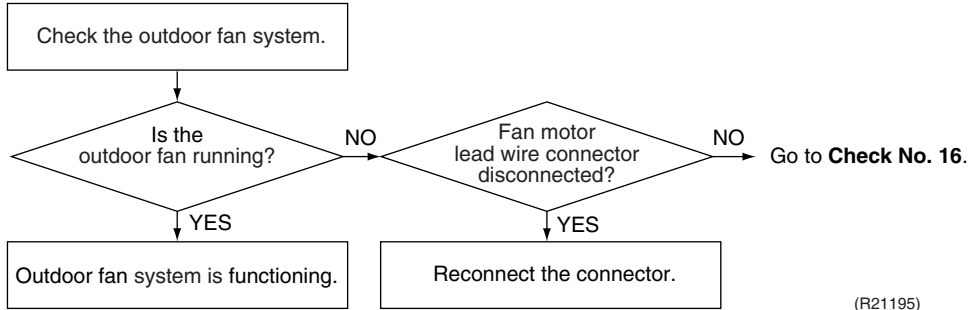 Check the outdoor fan system.
Is the
outdoor fan running?
NO
Fan motor
lead wire connector
disconnected?
NO
Go to Check No. 16.
YES
YES
Outdoor fan system is functioning.
Reconnect the connector.
(R21195)